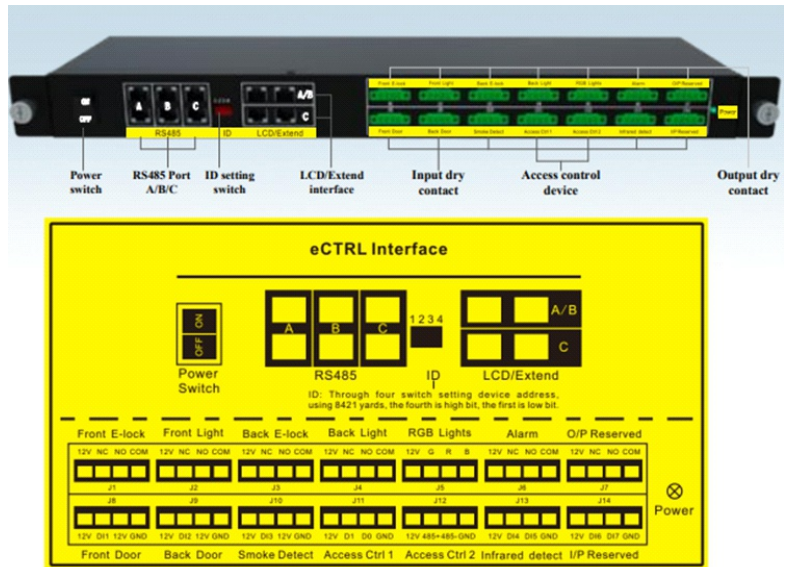 Front E-lock Front Light Back E-lock Back Light RGB Lights Alarm O/P Reserved
ON
OFF
A B C
1234
A/B
C
Power
RS485 ID LCD/Extend
Front Door Back Door Smoke Detect Access Ctrl1 Access Ctrl2 Infrared detect I/P Reserved
Power switch
RS485 Port A/B/C
ID setting switch
LCD/Extend interface
Input dry contact
Access control device
Output dry contact
eCTRL Interface
ON
OFF
Power
Switch
A B C
RS485
1 2 3 4
ID
A/B
C
LCD/Extend
ID: Through four switch setting device address,
using 8421 yards, the fourth is high bit, the first is low bit.
Front E-lock Front Light Back E-lock Back Light RGB Lights Alarm O/P Reserved
12V NC NO COM 12V NC NO COM 12V NC NO COM 12V NC NO COM 12V G R B 12V NC NO COM 12V NC NO COM
J1 J2 J3 J4 J5 J6 J7
J8 J9 J10 J11 J12 J13 J14
12V DI1 12V GND 12V DI2 12V GND 12V DI3 12V GND 12V D1 D0 GND 12V 485+ 485- GND 12V DI4 DI5 GND 12V DI6 DI7 GND
Front Door Back Door Smoke Detect Access Ctrl 1 Access Ctrl 2 Infrared detect I/P Reserved
Power